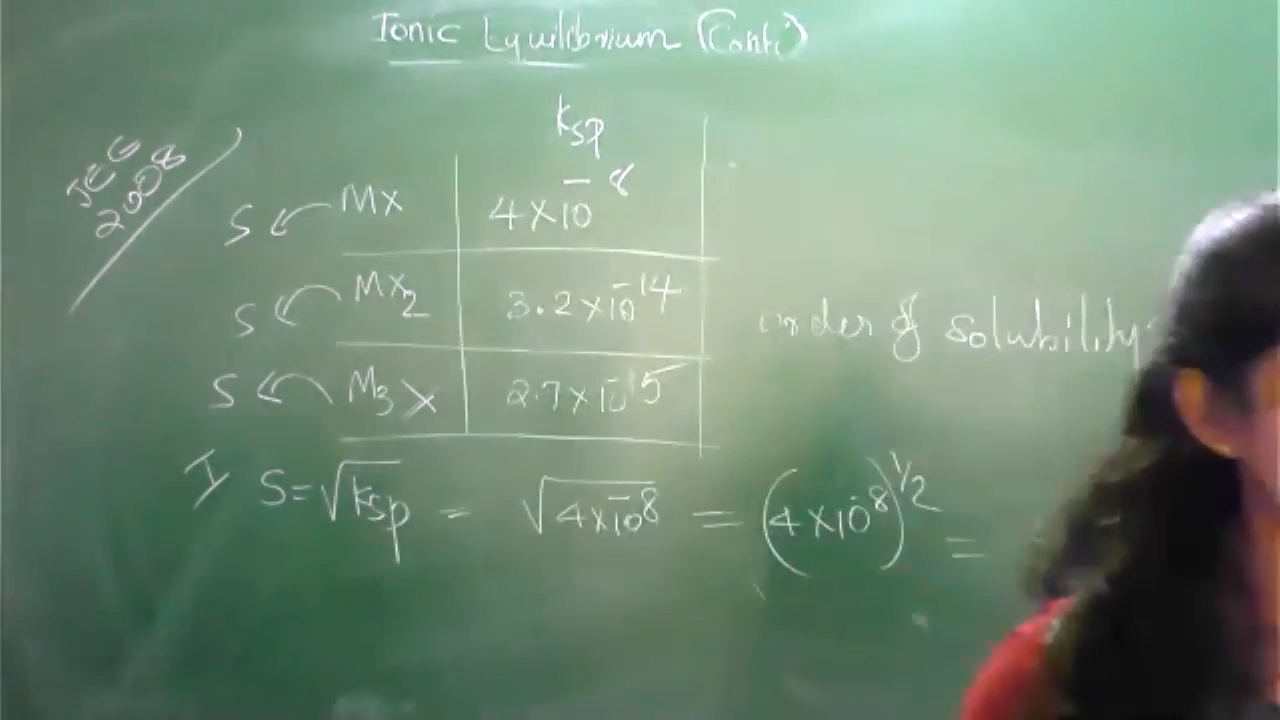 Ionic Equilibrium (Conti)
JEE
2008
Ksp
S MX 4×10⁻⁸
S MX₂ 3.2×10⁻¹⁴
S M₃X 2.7×10⁻¹⁵
order of solubility
I S=√Ksp = √4×10⁻⁸ = (4×10⁻⁸)^1/2 =